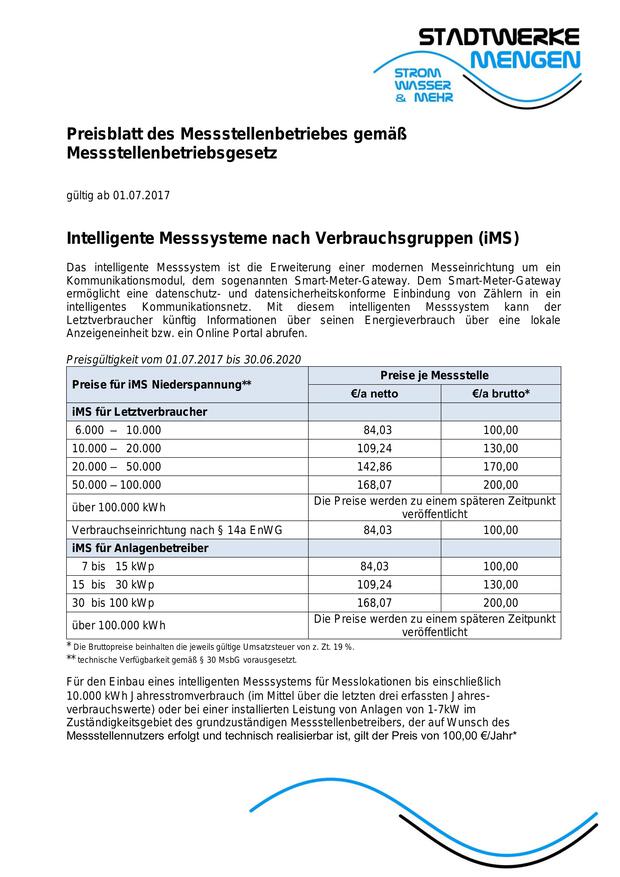 STADTWERKE
MENGEN
STROM
WASSER
& MEHR
Preisblatt des Messstellenbetriebes gemäß
Messstellenbetriebsgesetz
gültig ab 01.07.2017
Intelligente Messsysteme nach Verbrauchsgruppen (iMS)
Das intelligente Messsystem ist die Erweiterung einer modernen Messeinrichtung um ein
Kommunikationsmodul, dem sogenannten Smart-Meter-Gateway. Dem Smart-Meter-Gateway
ermöglicht eine datenschutz- und datensicherheitskonforme Einbindung von Zählern in ein
intelligentes Kommunikationsnetz. Mit diesem intelligenten Messsystem kann der
Letztverbraucher künftig Informationen über seinen Energieverbrauch über eine lokale
Anzeigeneinheit bzw. ein Online Portal abrufen.
Preisgültigkeit vom 01.07.2017 bis 30.06.2020
Preise für iMS Niederspannung** Preise je Messstelle
€/a netto €/a brutto*
iMS für Letztverbraucher
6.000 – 10.000 84,03 100,00
10.000 – 20.000 109,24 130,00
20.000 – 50.000 142,86 170,00
50.000 – 100.000 168,07 200,00
über 100.000 kWh Die Preise werden zu einem späteren Zeitpunkt
veröffentlicht
Verbrauchseinrichtung nach § 14a EnWG 84,03 100,00
iMS für Anlagenbetreiber
7 bis 15 kWp 84,03 100,00
15 bis 30 kWp 109,24 130,00
30 bis 100 kWp 168,07 200,00
über 100.000 kWh Die Preise werden zu einem späteren Zeitpunkt
veröffentlicht
* Die Bruttopreise beinhalten die jeweils gültige Umsatzsteuer von z. Zt. 19 %.
** technische Verfügbarkeit gemäß § 30 MsbG vorausgesetzt.
Für den Einbau eines intelligenten Messsystems für Messlokationen bis einschließlich
10.000 kWh Jahresstromverbrauch (im Mittel über die letzten drei erfassten Jahres-
verbrauchswerte) oder bei einer installierten Leistung von Anlagen von 1-7kW im
Zuständigkeitsgebiet des grundzuständigen Messstellenbetreibers, der auf Wunsch des
Messstellennutzers erfolgt und technisch realisierbar ist, gilt der Preis von 100,00 €/Jahr*